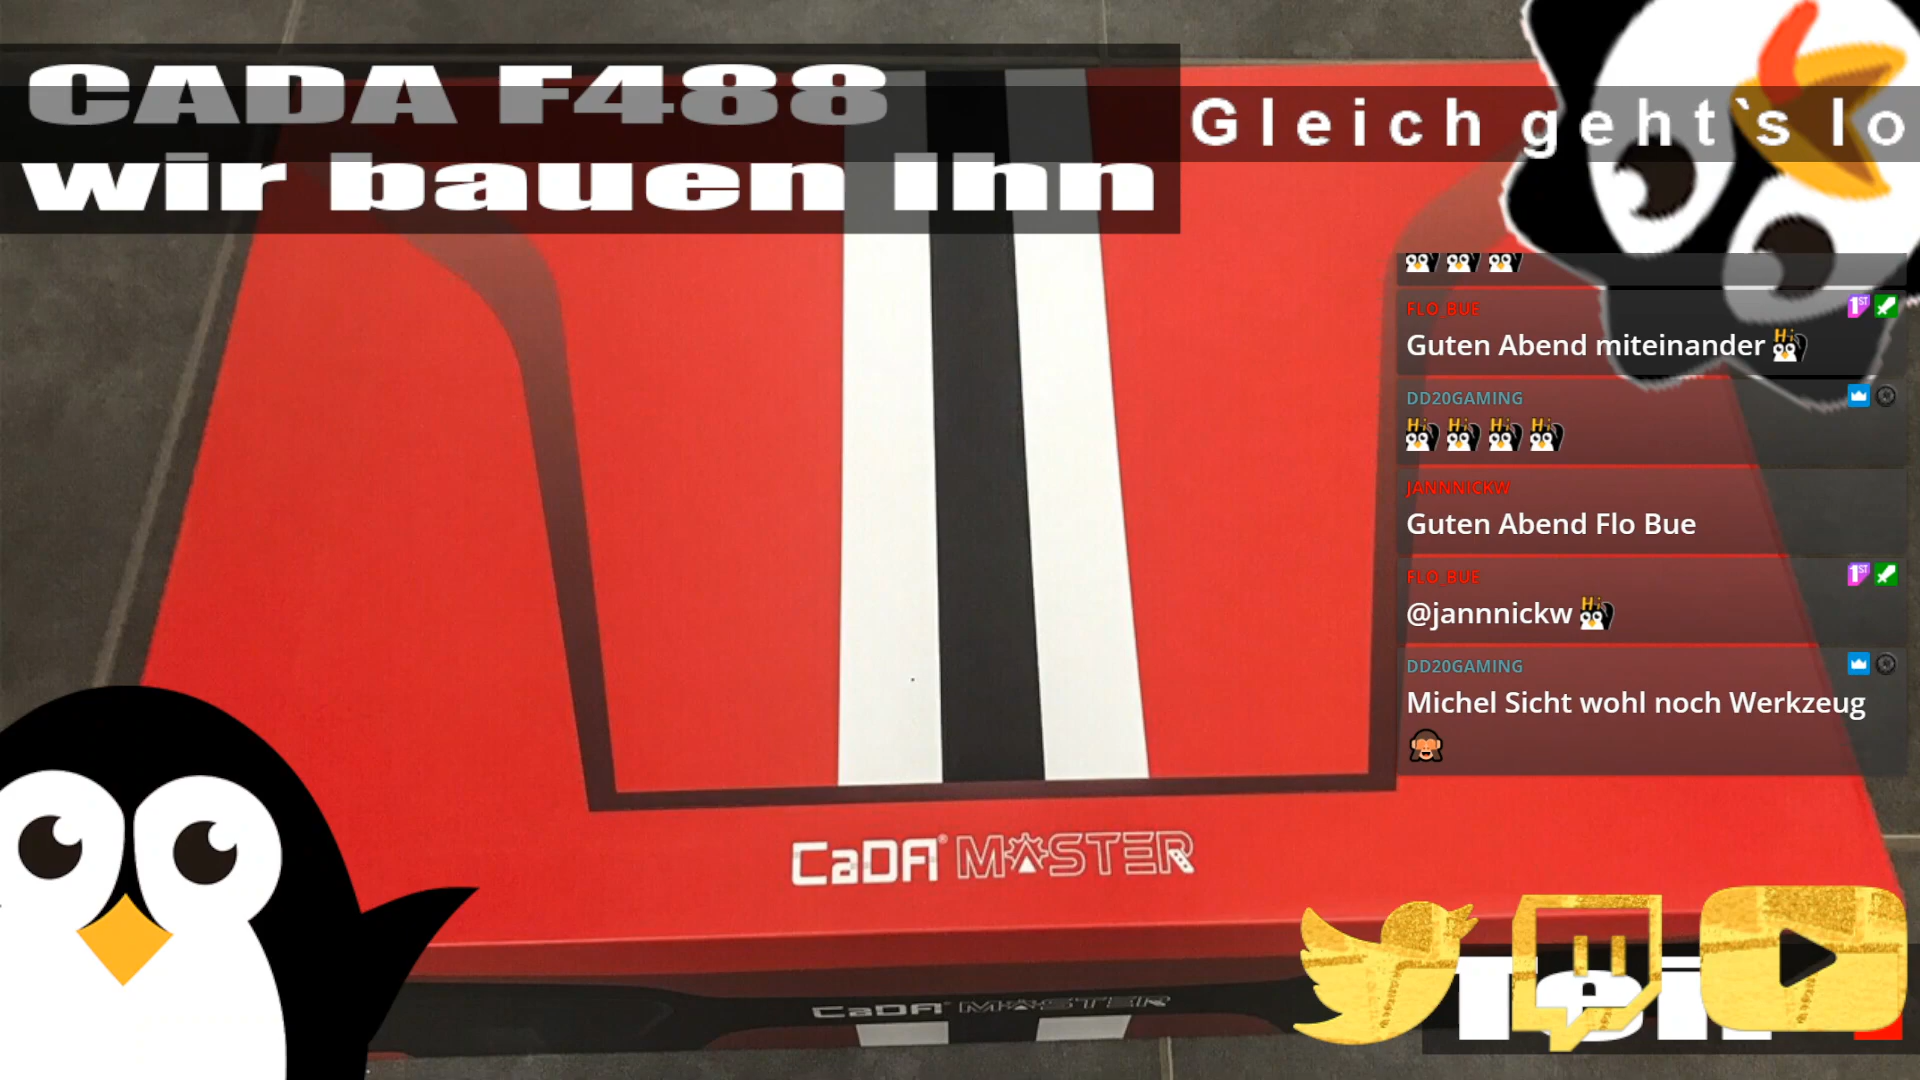 CADA F488
wir bauen Ihn
Gleich geht`s lo
FLO_BUE
Guten Abend miteinander
DD20GAMING
JANNNICKW
Guten Abend Flo Bue
FLO_BUE
@jannnickw
DD20GAMING
Michel Sicht wohl noch Werkzeug
CaDA® MASTER
CaDA® MASTER